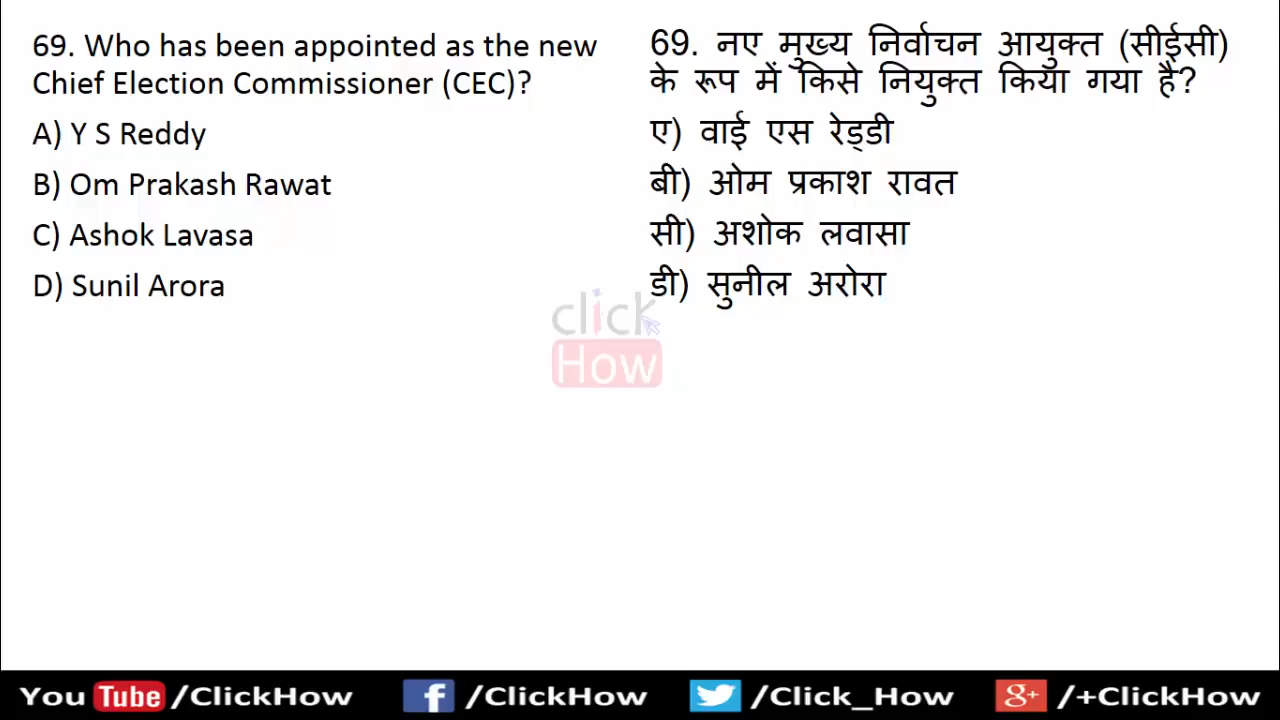 69. Who has been appointed as the new
Chief Election Commissioner (CEC)?
A) Y S Reddy
B) Om Prakash Rawat
C) Ashok Lavasa
D) Sunil Arora
69. नए मुख्य निर्वाचन आयुक्त (सीईसी)
के रूप में किसे नियुक्त किया गया है?
ए) वाई एस रेड्डी
बी) ओम प्रकाश रावत
सी) अशोक लवासा
डी) सुनील अरोरा
click
How
You Tube /ClickHow f /ClickHow /Click_How g+ /+ClickHow